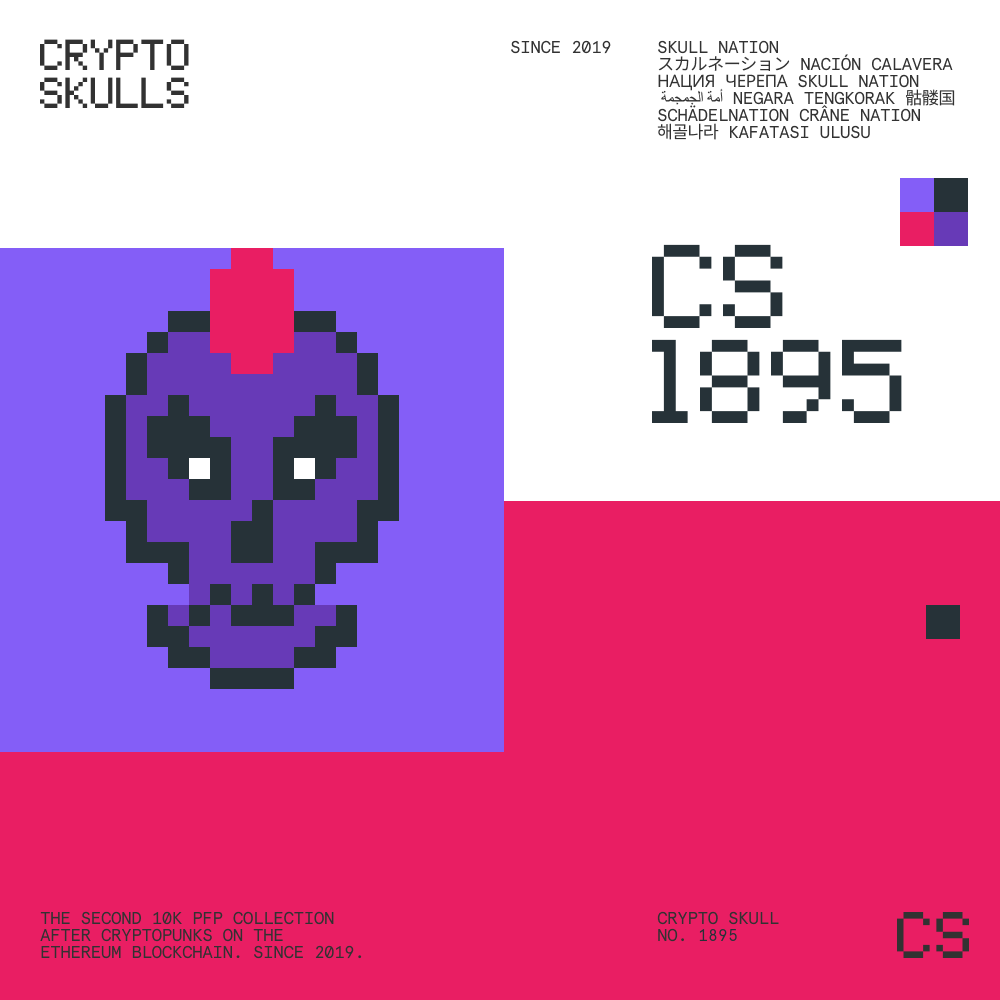 CRYPTO
SKULLS
SINCE 2019
SKULL NATION
スカルネーション NACIÓN CALAVERA
НАЦИЯ ЧЕРЕПА SKULL NATION
أمة الجمجمة NEGARA TENGKORAK 骷髅国
SCHÄDELNATION CRÂNE NATION
해골나라 KAFATASI ULUSU
CS
1895
THE SECOND 10K PFP COLLECTION
AFTER CRYPTOPUNKS ON THE
ETHEREUM BLOCKCHAIN. SINCE 2019.
CRYPTO SKULL
NO. 1895
CS